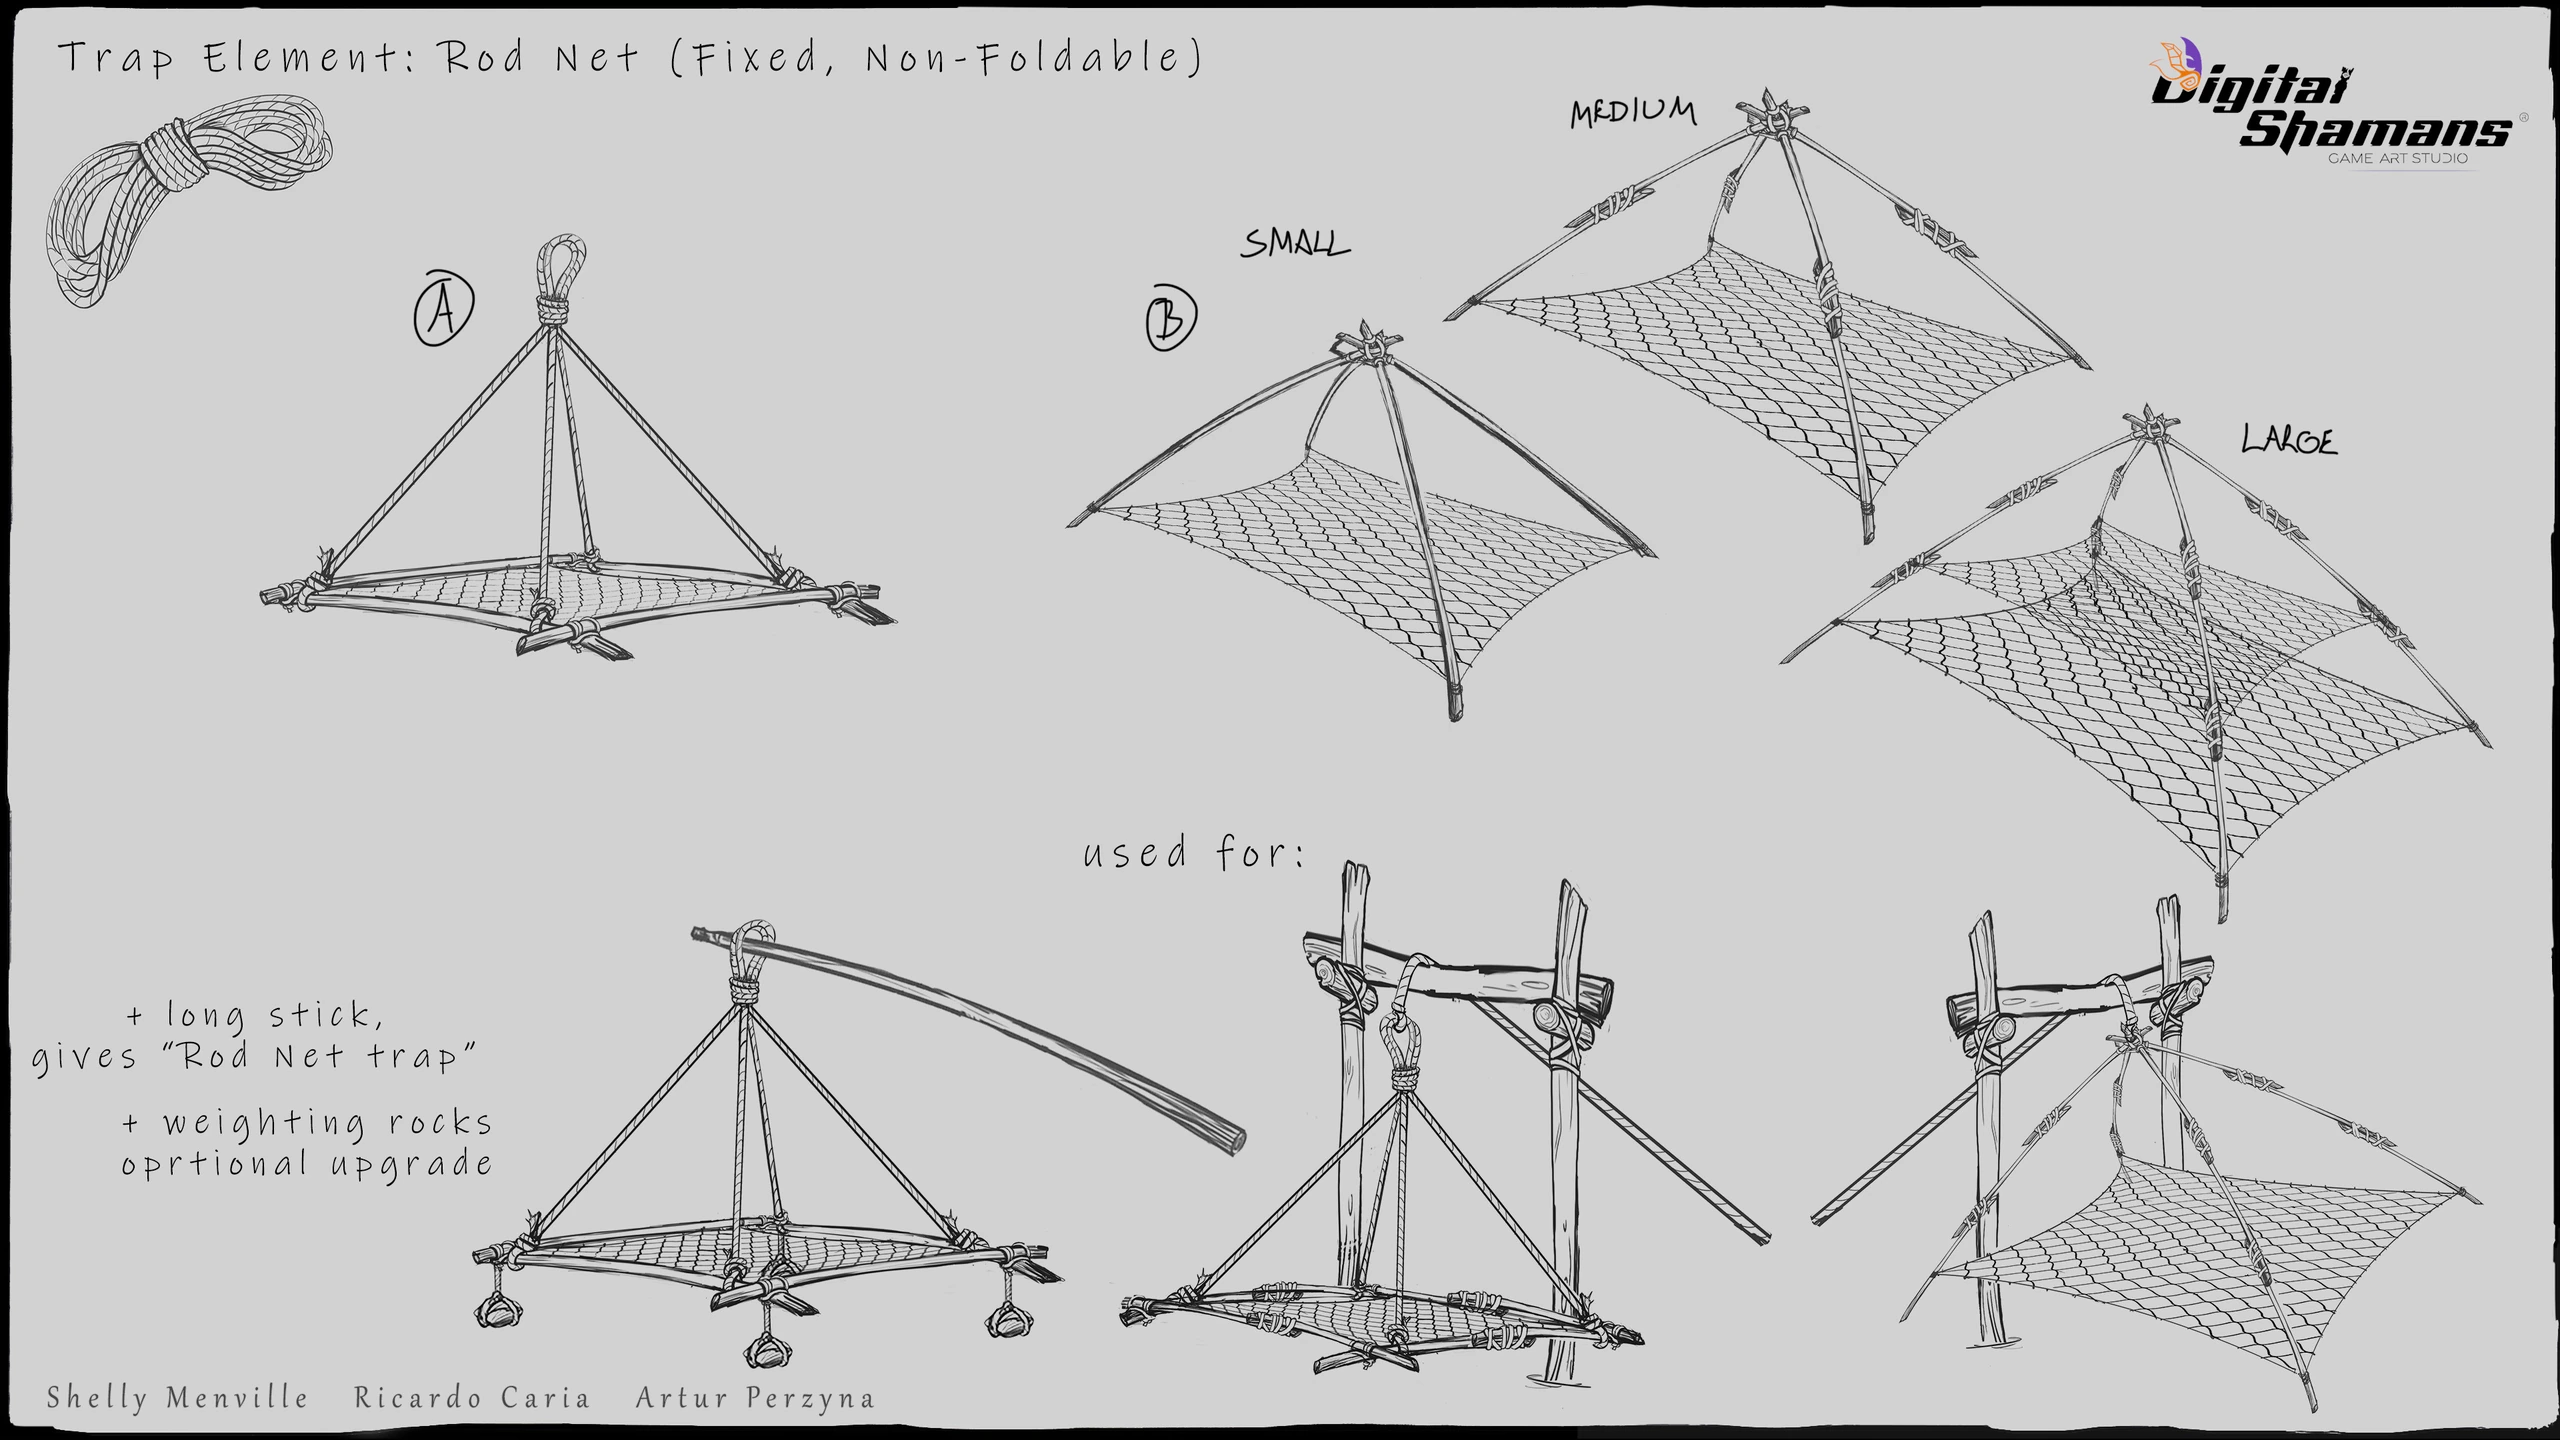 Trap Element: Rod Net (Fixed, Non-Foldable)
Digital
Shamans®
GAME ART STUDIO
MEDIUM
SMALL
A
B
LARGE
used for:
+ long stick,
gives "Rod Net trap"
+ weighting rocks
oprtional upgrade
Shelly Menville Ricardo Caria Artur Perzyna